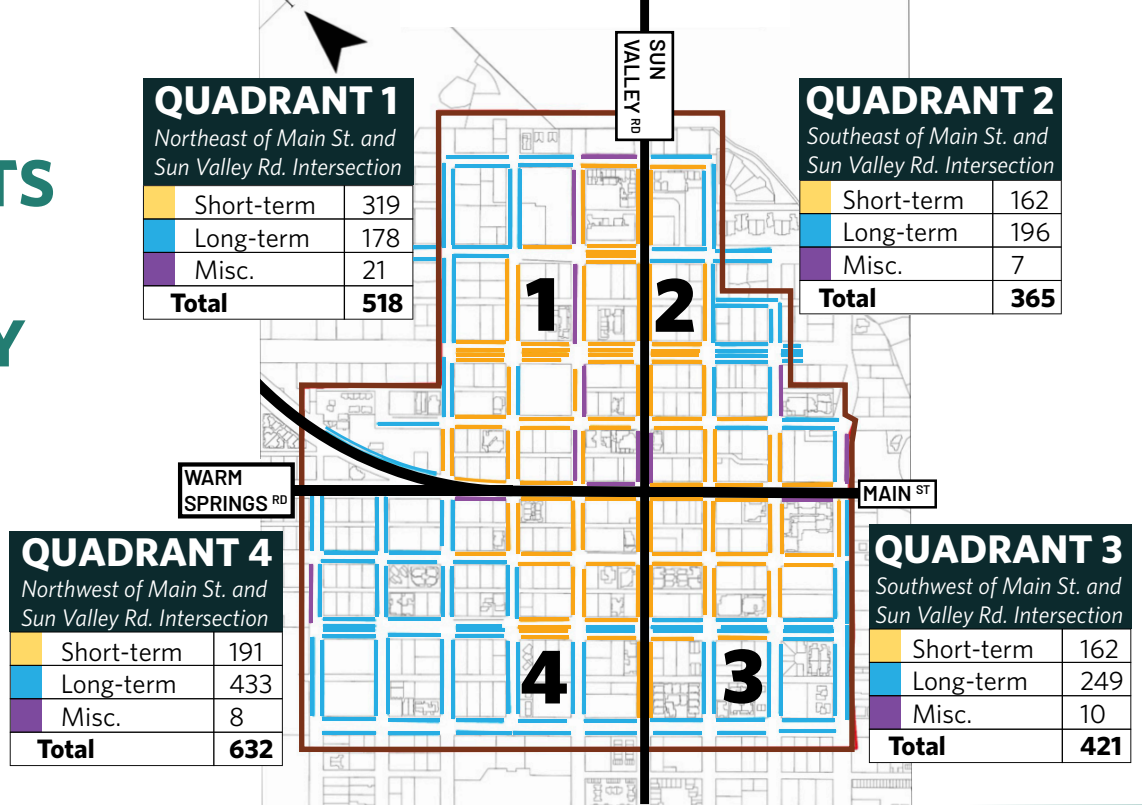 TS
Y
SUN
VALLEY RD
QUADRANT 1
Northeast of Main St. and
Sun Valley Rd. Intersection
Short-term 319
Long-term 178
Misc. 21
Total 518
QUADRANT 2
Southeast of Main St. and
Sun Valley Rd. Intersection
Short-term 162
Long-term 196
Misc. 7
Total 365
1
2
WARM
SPRINGS RD
MAIN ST
QUADRANT 4
Northwest of Main St. and
Sun Valley Rd. Intersection
Short-term 191
Long-term 433
Misc. 8
Total 632
4
3
QUADRANT 3
Southwest of Main St. and
Sun Valley Rd. Intersection
Short-term 162
Long-term 249
Misc. 10
Total 421